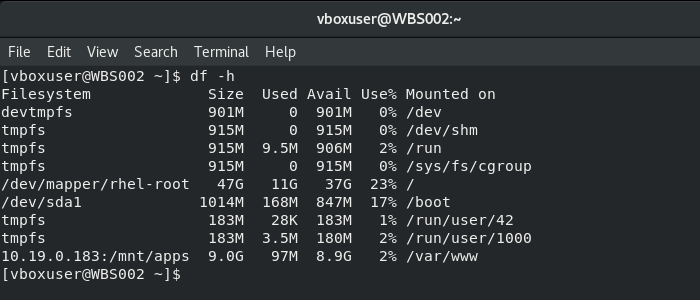 vboxuser@WBS002:~
File Edit View Search Terminal Help
[vboxuser@WBS002 ~]$ df -h
Filesystem Size Used Avail Use% Mounted on
devtmpfs 901M 0 901M 0% /dev
tmpfs 915M 0 915M 0% /dev/shm
tmpfs 915M 9.5M 906M 2% /run
tmpfs 915M 0 915M 0% /sys/fs/cgroup
/dev/mapper/rhel-root 47G 11G 37G 23% /
/dev/sda1 1014M 168M 847M 17% /boot
tmpfs 183M 28K 183M 1% /run/user/42
tmpfs 183M 3.5M 180M 2% /run/user/1000
10.19.0.183:/mnt/apps 9.0G 97M 8.9G 2% /var/www
[vboxuser@WBS002 ~]$